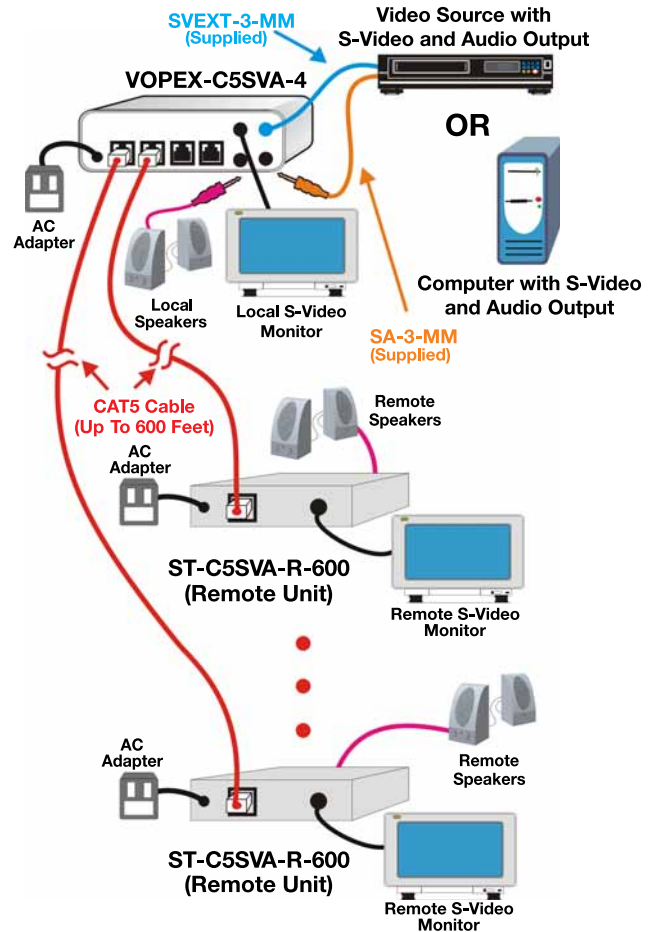 SVEXT-3-MM
(Supplied)
Video Source with
S-Video and Audio Output
VOPEX-C5SVA-4
OR
AC
Adapter
Local
Speakers
Local S-Video
Monitor
Computer with S-Video
and Audio Output
SA-3-MM
(Supplied)
CAT5 Cable
(Up To 600 Feet)
Remote
Speakers
AC
Adapter
ST-C5SVA-R-600
(Remote Unit)
Remote S-Video
Monitor
AC
Adapter
Remote
Speakers
ST-C5SVA-R-600
(Remote Unit)
Remote S-Video
Monitor